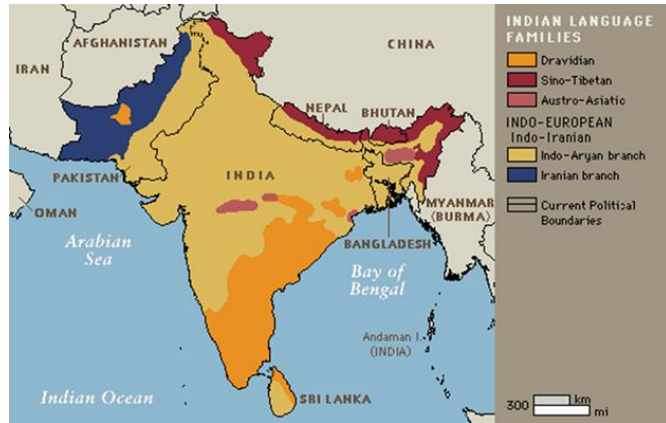 IRAN
AFGHANISTAN
CHINA
NEPAL
BHUTAN
PAKISTAN
INDIA
OMAN
MYANMAR
(BURMA)
BANGLADESH
Arabian
Sea
Bay of
Bengal
Andaman I.
(INDIA)
Indian Ocean
SRI LANKA
INDIAN LANGUAGE
FAMILIES
Dravidian
Sino-Tibetan
Austro-Asiatic
INDO-EUROPEAN
Indo-Iranian
Indo-Aryan branch
Iranian branch
Current Political
Boundaries
300 km
mi